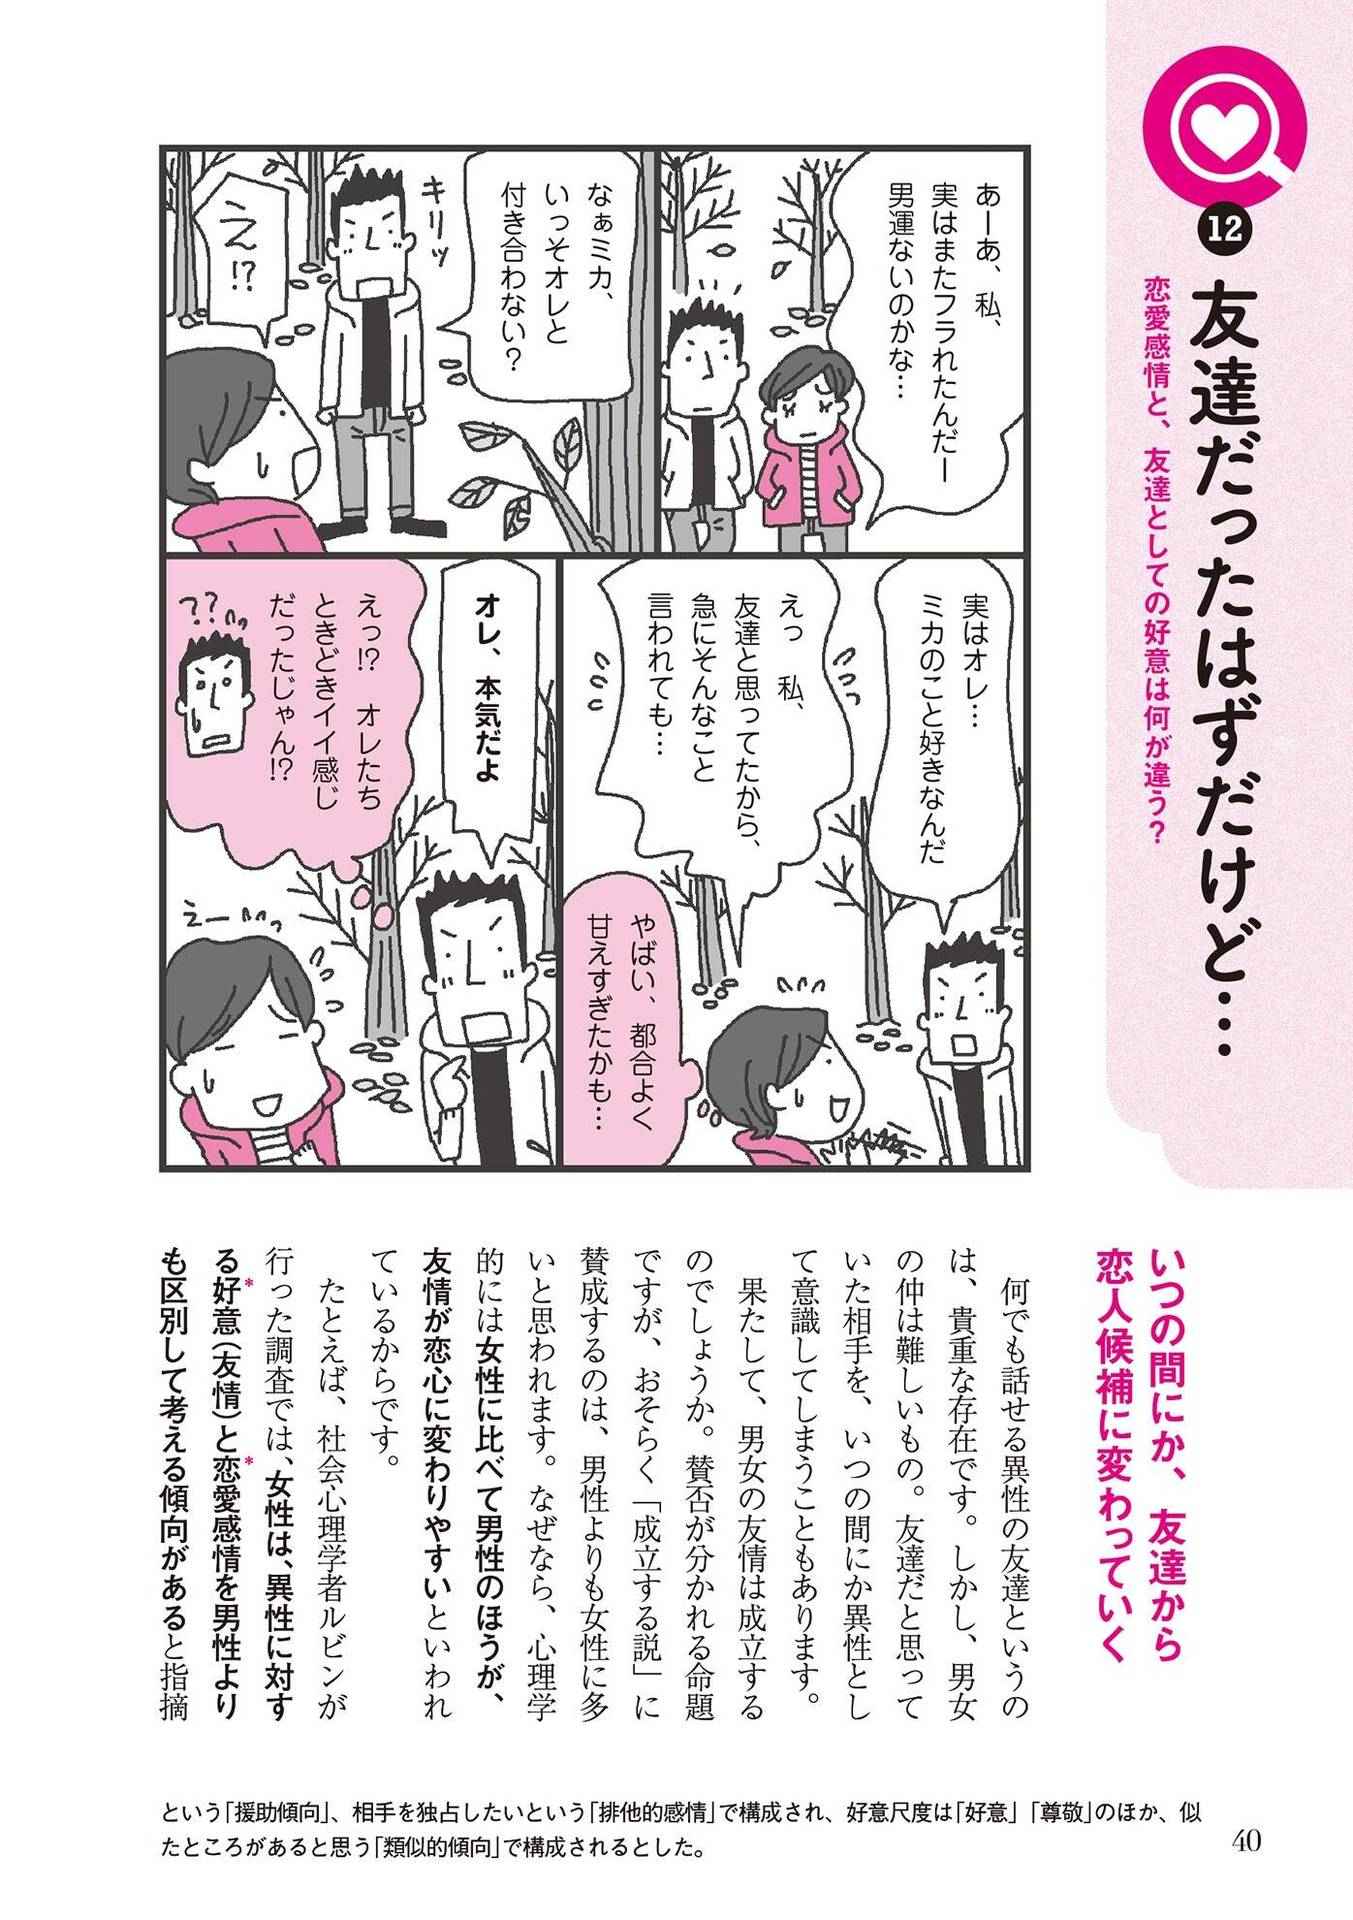 12
友達だったはずだけど…
恋愛感情と、友達としての好意は何が違う？
あーあ、私、
実はまたフラれたんだー
男運ないのかな…
なぁミカ、
いっそオレと
付き合わない？
キリッ
え!?
実はオレ…
ミカのこと好きなんだ
えっ 私、
友達と思ってたから、
急にそんなこと
言われても…
やばい、都合よく
甘えすぎたかも…
オレ、本気だよ
えっ!? オレたち
ときどきイイ感じ
だったじゃん!?
??
えー
いつの間にか、友達から
恋人候補に変わっていく
何でも話せる異性の友達というの
は、貴重な存在です。しかし、男女
の仲は難しいもの。友達だと思って
いた相手を、いつの間にか異性とし
て意識してしまうこともあります。
果たして、男女の友情は成立する
のでしょうか。賛否が分かれる命題
ですが、おそらく「成立する説」に
賛成するのは、男性よりも女性に多
いと思われます。なぜなら、心理学
的には女性に比べて男性のほうが、
友情が恋心に変わりやすいといわれ
ているからです。
たとえば、社会心理学者ルビンが
行った調査では、女性は、異性に対す
る好意*（友情）と恋愛感情*を男性より
も区別して考える傾向があると指摘
という「援助傾向」、相手を独占したいという「排他的感情」で構成され、好意尺度は「好意」「尊敬」のほか、似
たところがあると思う「類似的傾向」で構成されるとした。
40